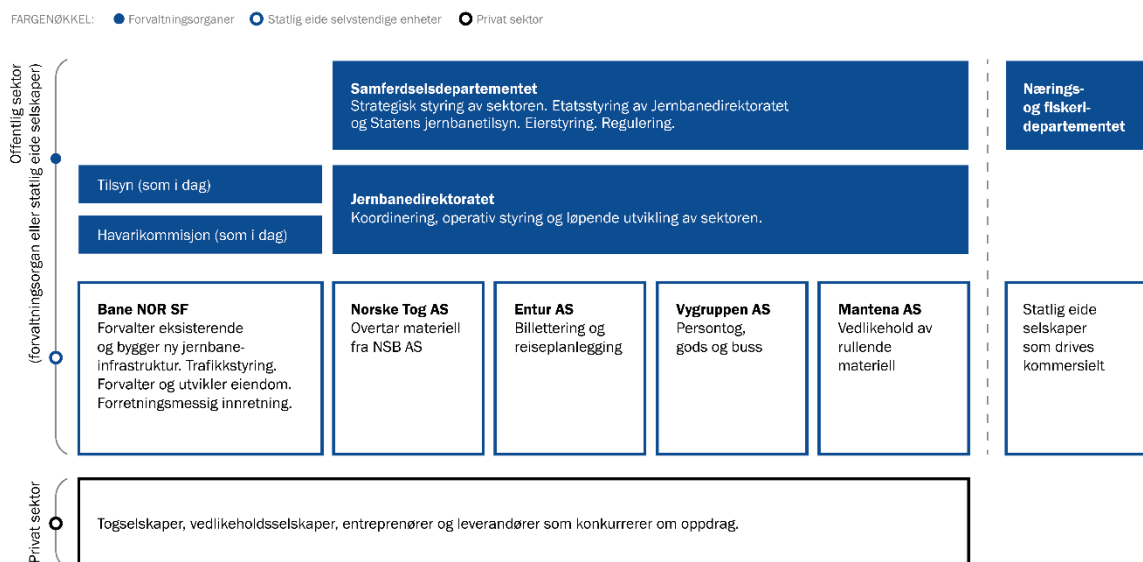 FARGENØKKEL:
Forvaltningsorganer
Statlig eide selvstendige enheter
Privat sektor
Offentlig sektor
(forvaltningsorgan eller statlig eide selskaper)
Samferdselsdepartementet
Strategisk styring av sektoren. Etatsstyring av Jernbanedirektoratet
og Statens jernbanetilsyn. Eierstyring. Regulering.
Nærings-
og fiskeri-
departementet
Tilsyn (som i dag)
Havarikommisjon (som i dag)
Jernbanedirektoratet
Koordinering, operativ styring og løpende utvikling av sektoren.
Bane NOR SF
Forvalter eksisterende
og bygger ny jernbane-
infrastruktur. Trafikkstyring.
Forvalter og utvikler eiendom.
Forretningsmessig innretning.
Norske Tog AS
Overtar materiell
fra NSB AS
Entur AS
Billettering og
reiseplanlegging
Vygruppen AS
Persontog,
gods og buss
Mantena AS
Vedlikehold av
rullende
materiell
Statlig eide
selskaper
som drives
kommersielt
Privat sektor
Togselskaper, vedlikeholdsselskaper, entreprenører og leverandører som konkurrerer om oppdrag.